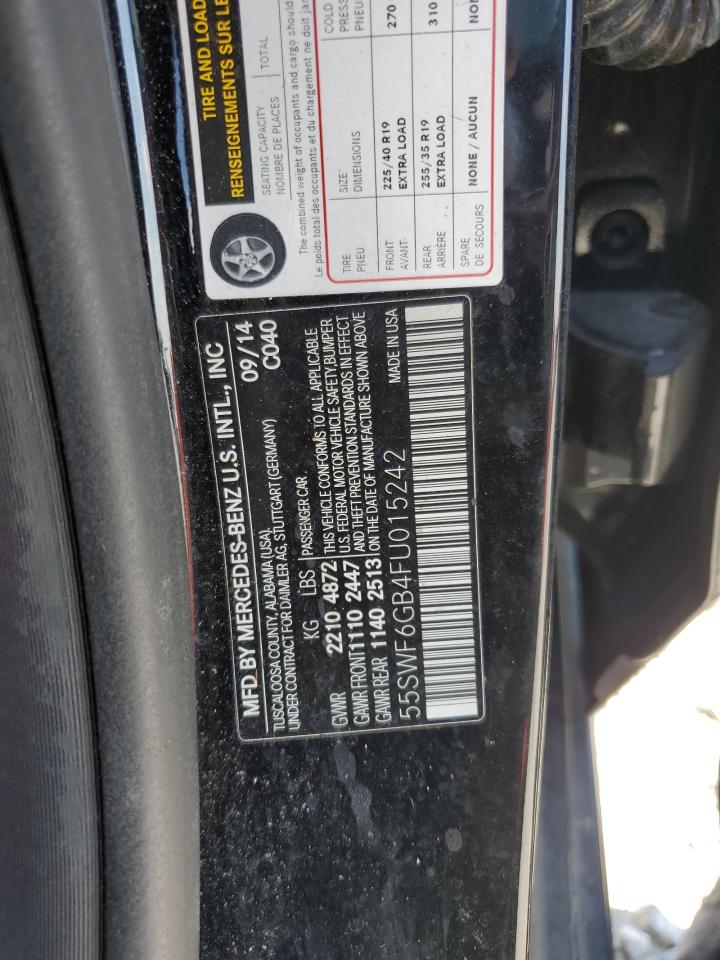 MFD BY MERCEDES-BENZ U.S. INTL., INC
TUSCALOOSA COUNTY, ALABAMA (USA), 09/14
UNDER CONTRACT FOR DAIMLER AG, STUTTGART (GERMANY) C040
KG LBS PASSENGER CAR
GVWR 2210 4872 THIS VEHICLE CONFORMS TO ALL APPLICABLE
U.S. FEDERAL MOTOR VEHICLE SAFETY, BUMPER
GAWR FRONT 1110 2447 AND THEFT PREVENTION STANDARDS IN EFFECT
GAWR REAR 1140 2513 ON THE DATE OF MANUFACTURE SHOWN ABOVE
55SWF6GB4FU015242 MADE IN USA
TIRE AND LOAD
RENSEIGNEMENTS SUR LE
SEATING CAPACITY TOTAL
NOMBRE DE PLACES
The combined weight of occupants and cargo should
Le poids total des occupants et du chargement ne doit
TIRE SIZE COLD
PNEU DIMENSIONS
FRONT 225/40 R19 270
AVANT EXTRA LOAD
REAR 255/35 R19 310
ARRIÈRE EXTRA LOAD
SPARE NONE / AUCUN
DE SECOURS